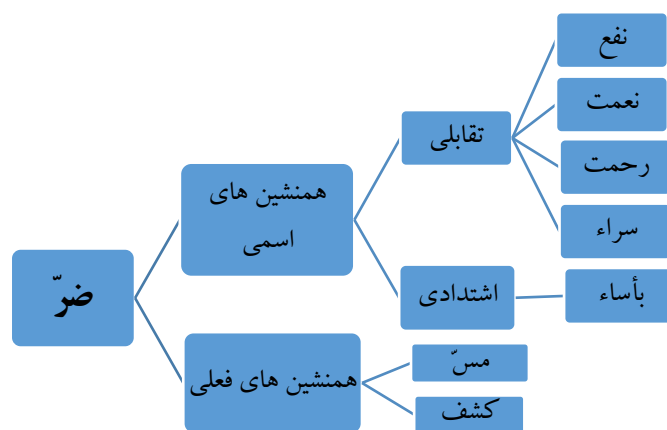 ضرّ
همنشین های
اسمی
تقابلی
نفع
نعمت
رحمت
سراء
اشتدادی
بأساء
همنشین های فعلی
مسّ
کشف